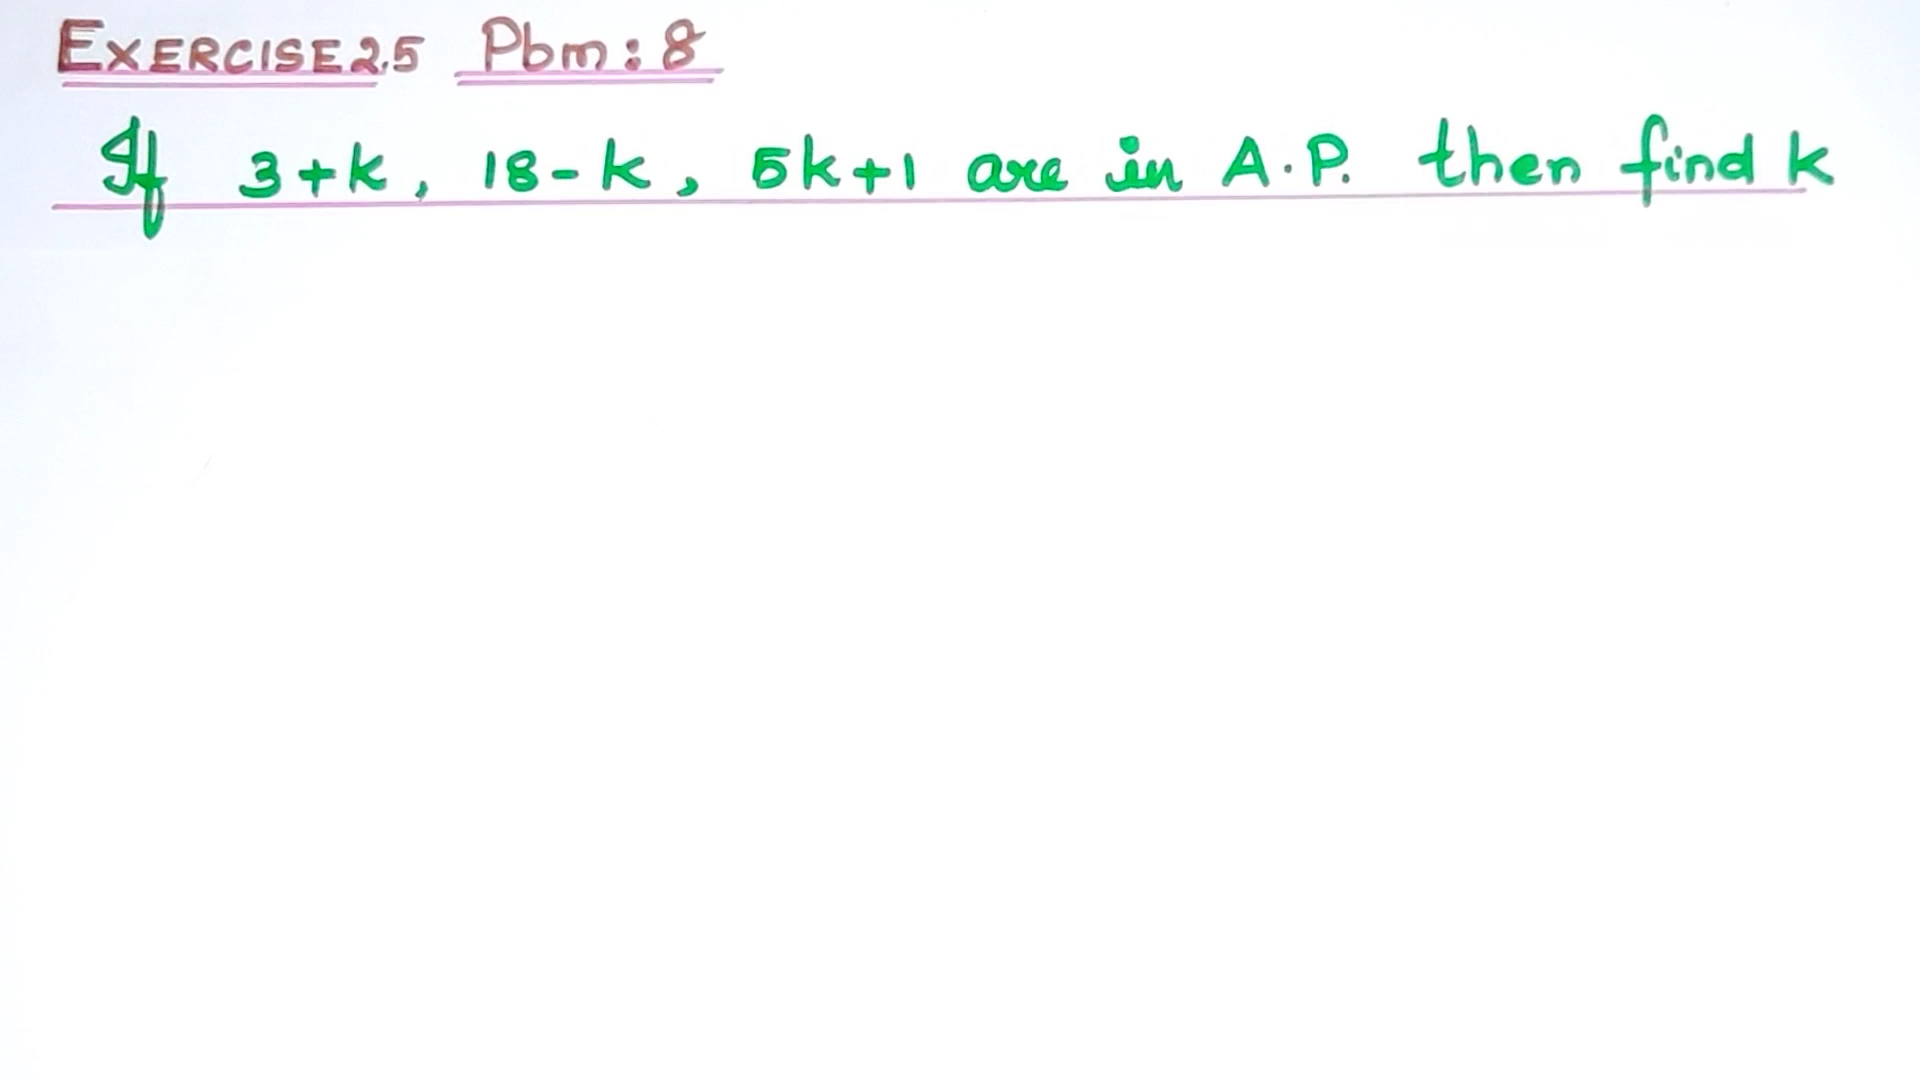 EXERCISE 2.5 Pbm: 8
If 3+k, 18-k, 5k+1 are in A.P. then find k